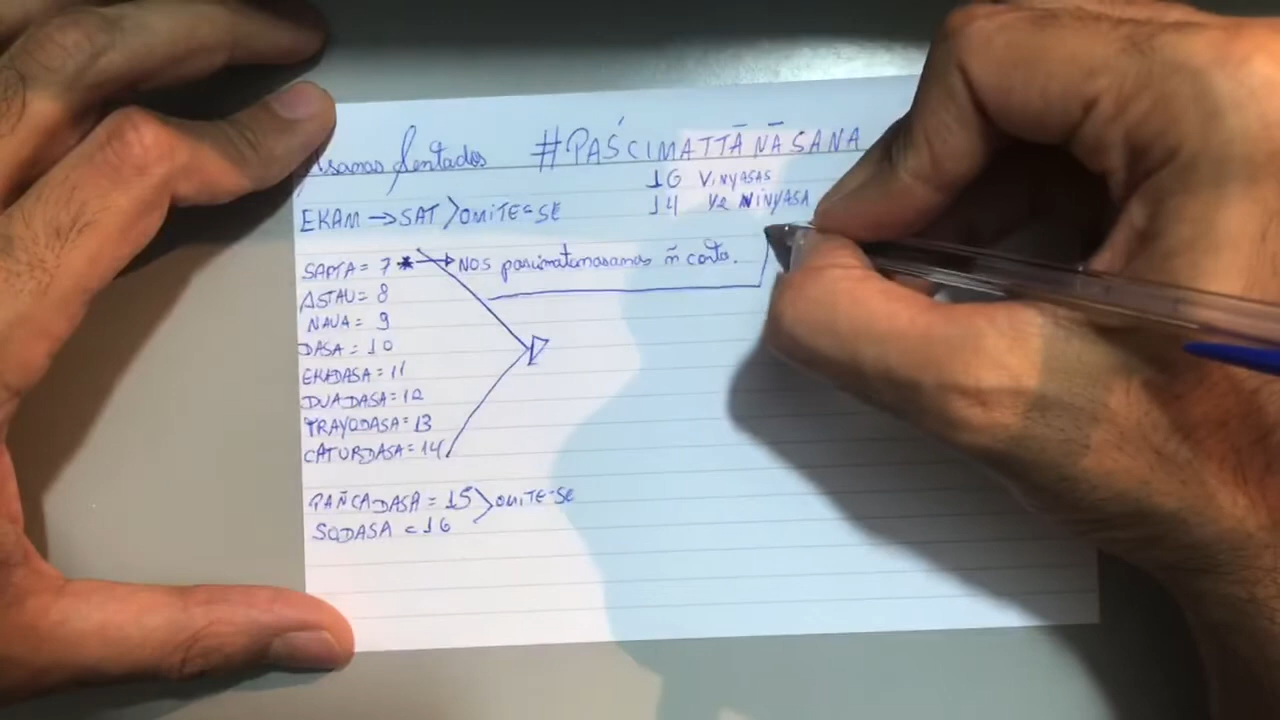 Asanas Sentados #PAŚCIMATTĀNĀSANA
16 VINYASAS
14 VINYASA
EKAM → SAT > OMITE-SE
SAPTA = 7 * → NOS pascimatanasanas ñ conta.
ASTAU = 8
NAVA = 9
DASA = 10
EKADASA = 11
DUADASA = 12
TRAYODASA = 13
CATURDASA = 14
PAÑCADASA = 15 > OMITE-SE
SODASA = 16